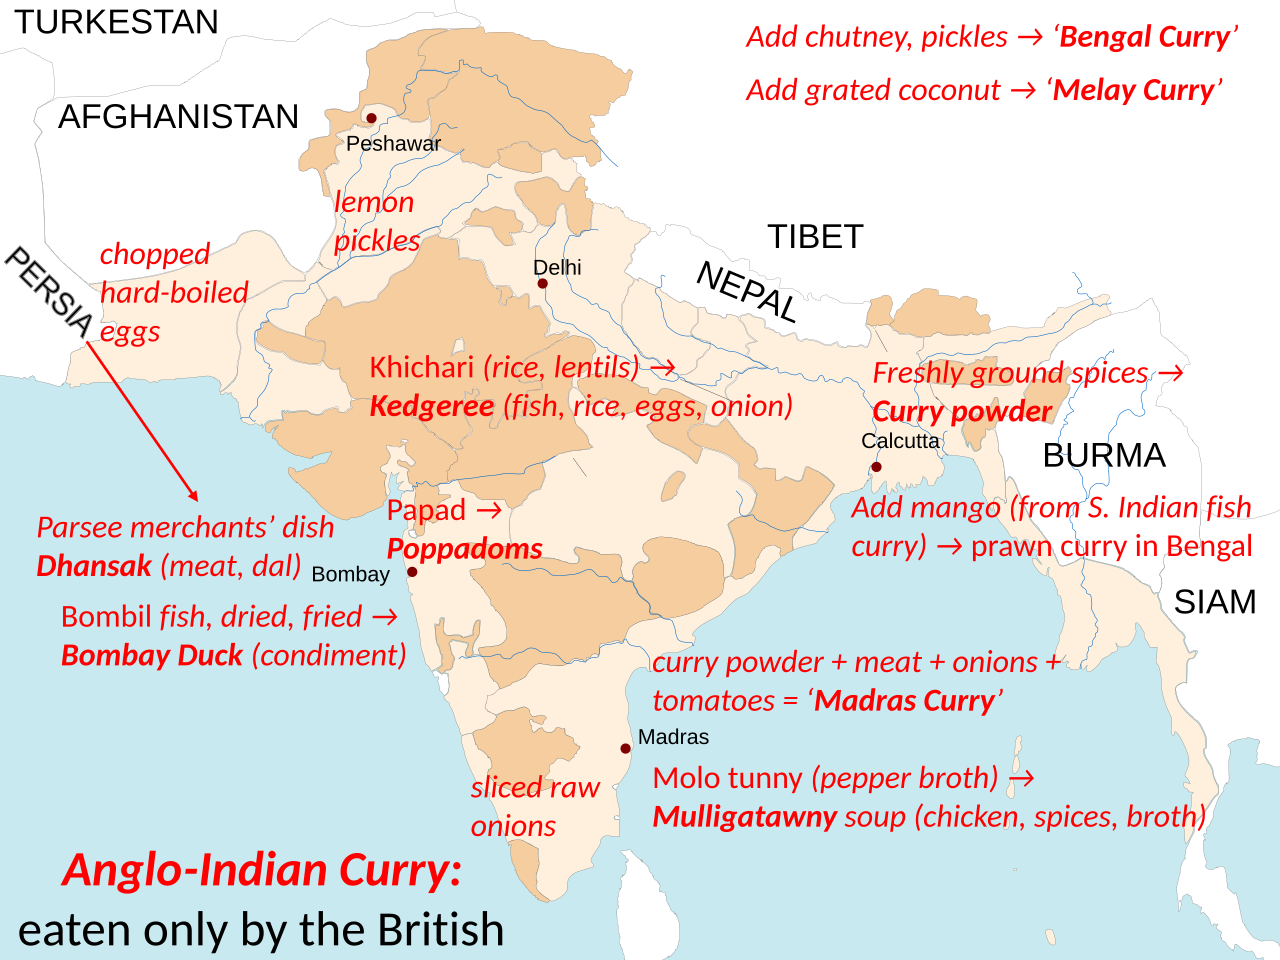 TURKESTAN
Add chutney, pickles → ‘Bengal Curry’
Add grated coconut → ‘Melay Curry’
AFGHANISTAN
Peshawar
lemon
pickles
TIBET
chopped
hard-boiled
eggs
PERSIA
Delhi
NEPAL
Khichari (rice, lentils) →
Kedgeree (fish, rice, eggs, onion)
Freshly ground spices →
Curry powder
Calcutta
BURMA
Papad →
Poppadoms
Add mango (from S. Indian fish
curry) → prawn curry in Bengal
Parsee merchants’ dish
Dhansak (meat, dal)
Bombay
SIAM
Bombil fish, dried, fried →
Bombay Duck (condiment)
curry powder + meat + onions +
tomatoes = ‘Madras Curry’
Madras
Molo tunny (pepper broth) →
Mulligatawny soup (chicken, spices, broth)
sliced raw
onions
Anglo-Indian Curry:
eaten only by the British